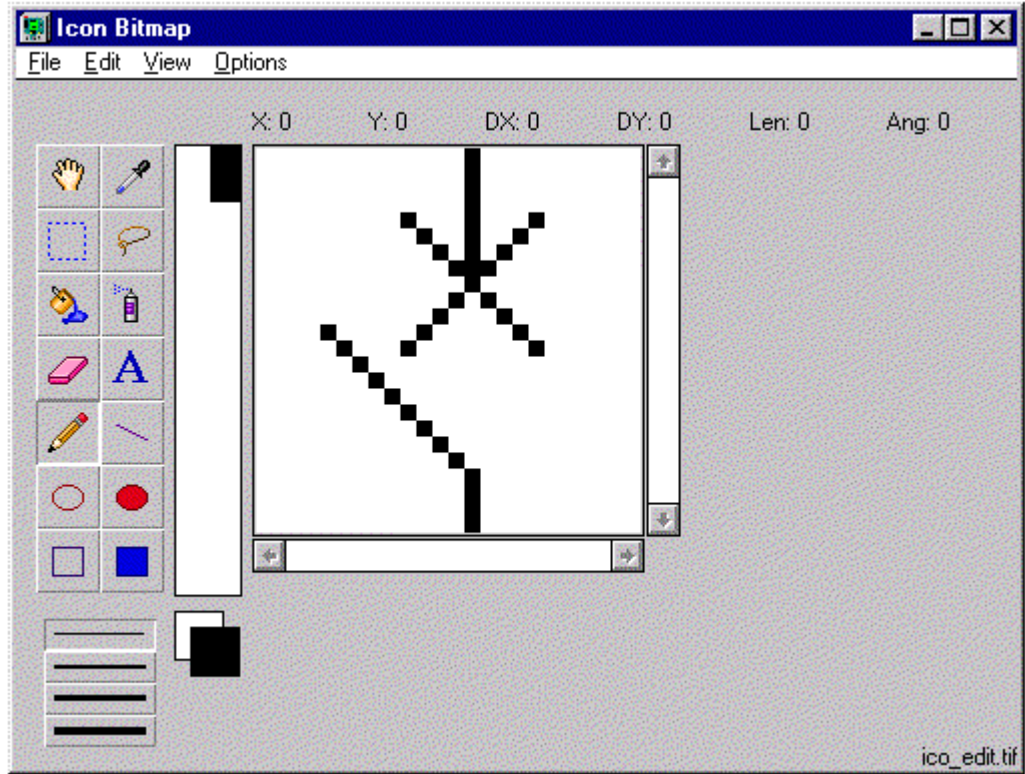 Icon Bitmap
File Edit View Options
X: 0 Y: 0 DX: 0 DY: 0 Len: 0 Ang: 0
A
ico_edit.tif